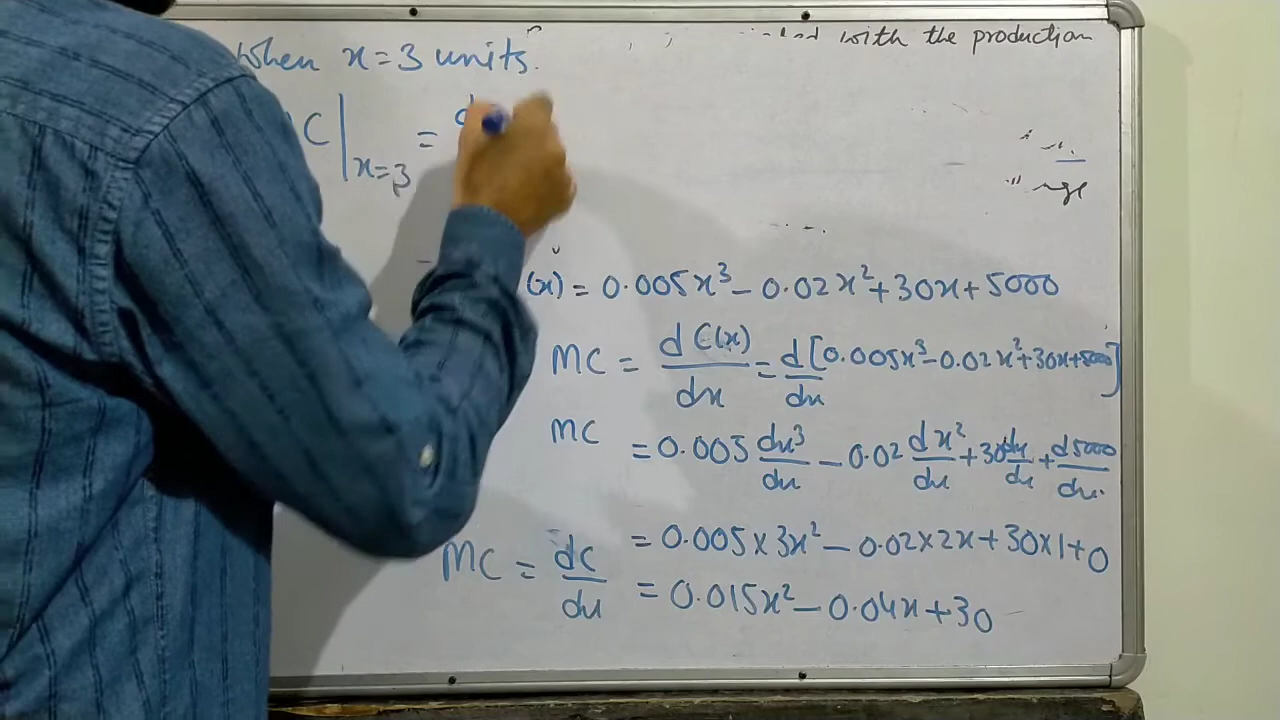 with the production
when x=3 units.
C|x=3 = d
(x) = 0.005x³ - 0.02x² + 30x + 5000
MC = d C(x)/dx = d/dx [0.005x³ - 0.02x² + 30x + 5000]
MC = 0.005 dx³/dx - 0.02 dx²/dx + 30 dx/dx + d5000/dx.
= 0.005 × 3x² - 0.02 × 2x + 30 × 1 + 0
MC = dC/dx = 0.015x² - 0.04x + 30